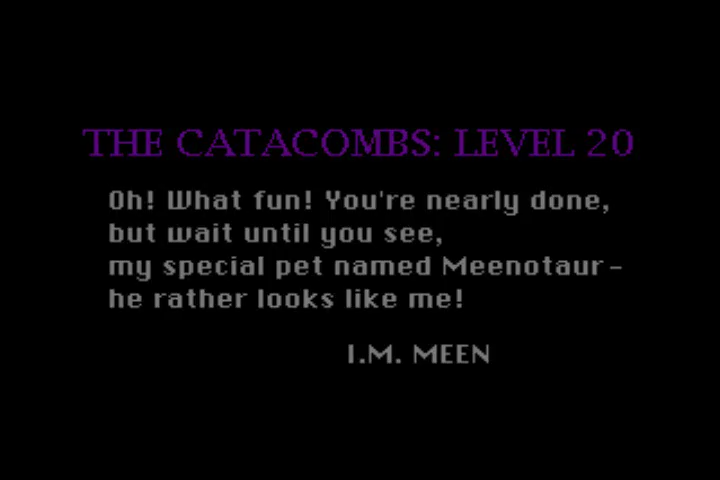 THE CATACOMBS: LEVEL 20
Oh! What fun! You're nearly done,
but wait until you see,
my special pet named Meenotaur-
he rather looks like me!
I.M. MEEN